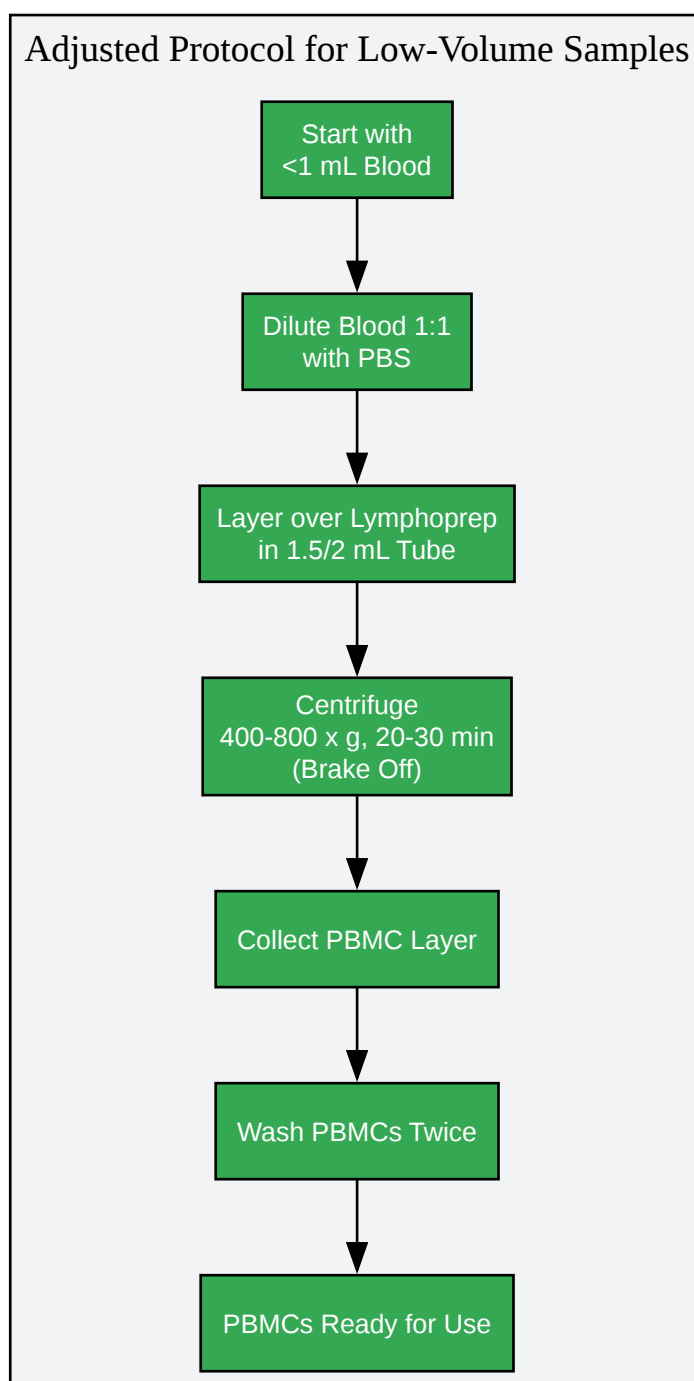 Adjusted Protocol for Low-Volume Samples
Start with
<1 mL Blood
Dilute Blood 1:1
with PBS
Layer over Lymphoprep
in 1.5/2 mL Tube
Centrifuge
400-800 x g, 20-30 min
(Brake Off)
Collect PBMC Layer
Wash PBMCs Twice
PBMCs Ready for Use